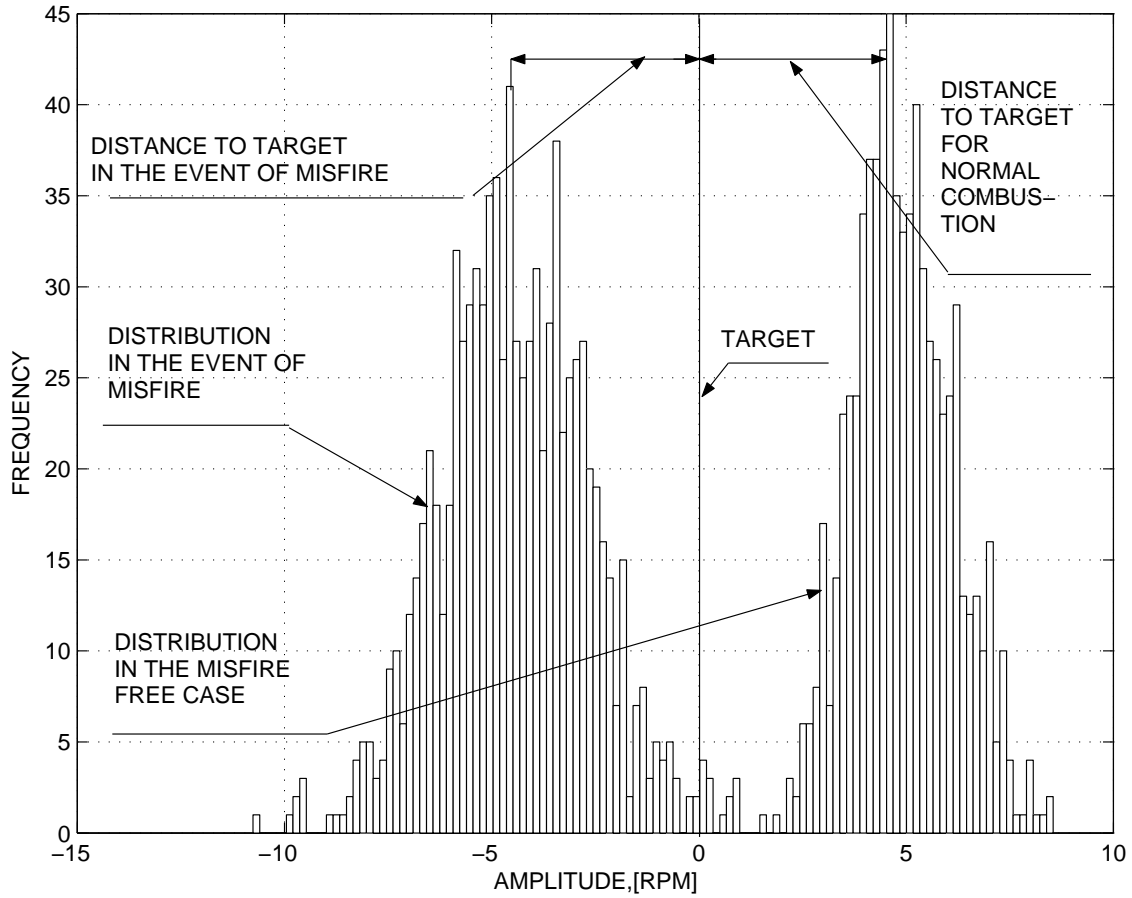 45
40
35
30
25
20
15
10
5
0
FREQUENCY
DISTANCE TO TARGET
IN THE EVENT OF MISFIRE
DISTANCE
TO TARGET
FOR
NORMAL
COMBUS–
TION
DISTRIBUTION
IN THE EVENT OF
MISFIRE
TARGET
DISTRIBUTION
IN THE MISFIRE
FREE CASE
–15
–10
–5
0
5
10
AMPLITUDE,[RPM]